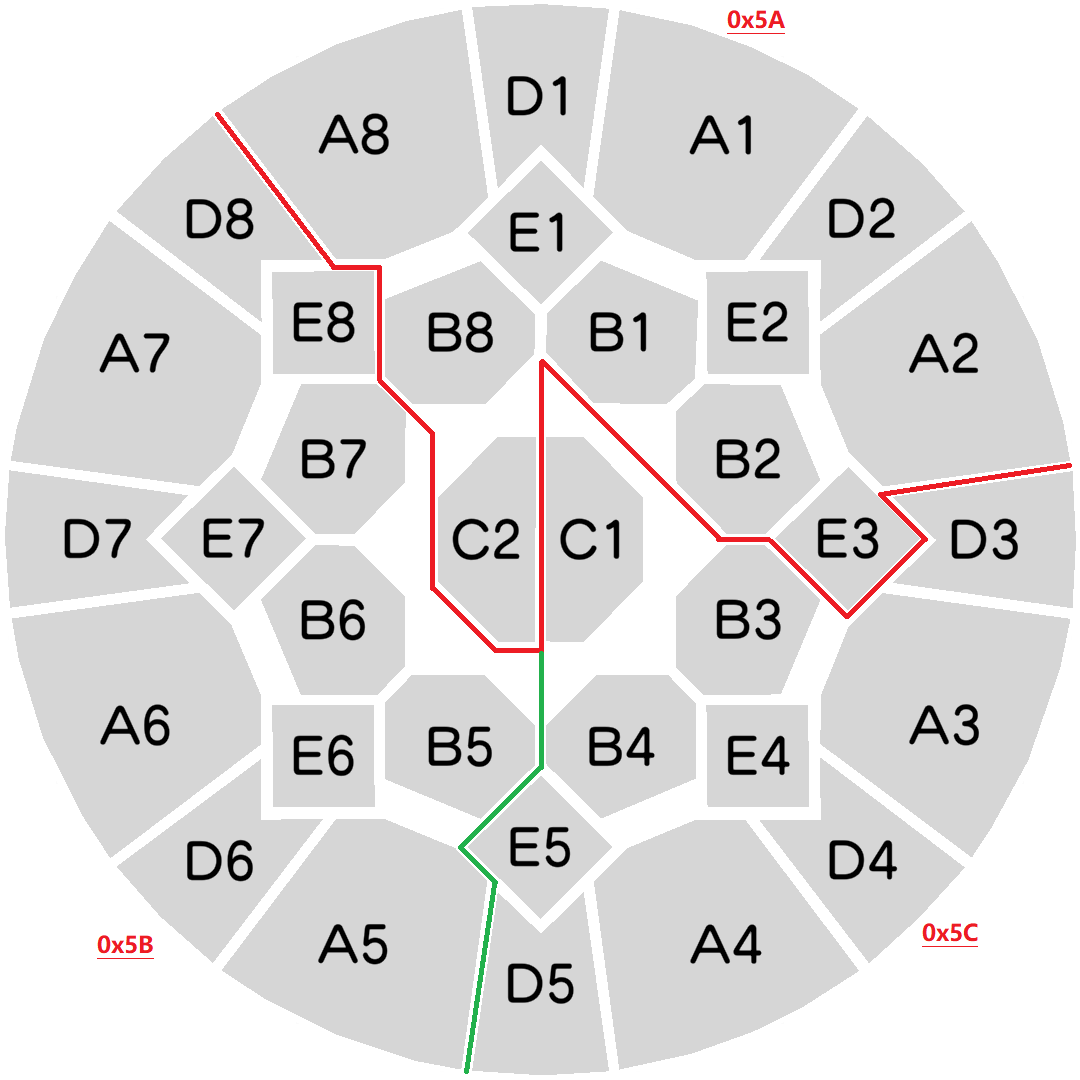 0x5A
D1
A8 A1
D8 D2
E1
E8 B8 B1 E2
A7 A2
B7 B2
D7 E7 C2 C1 E3 D3
B6 B3
A6 A3
E6 B5 B4 E4
E5
D6 D4
0x5B A5 A4 0x5C
D5